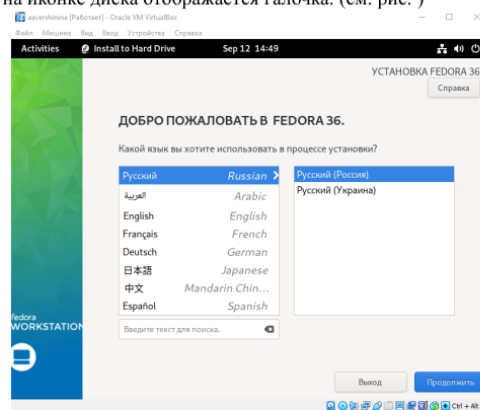 на иконке диска отображается галочка. (см. рис. )
aavershinina [Работает] - Oracle VM VirtualBox
Файл Машина Вид Ввод Устройства Справка
Activities Install to Hard Drive Sep 12 14:49
УСТАНОВКА FEDORA 36
Справка
ДОБРО ПОЖАЛОВАТЬ В FEDORA 36.
Какой язык вы хотите использовать в процессе установки?
Русский Russian
العربية Arabic
English English
Français French
Deutsch German
日本語 Japanese
中文 Mandarin Chin...
Español Spanish
Введите текст для поиска.
Русский (Россия)
Русский (Украина)
fedora
WORKSTATION
Выход
Продолжить
Ctrl + Alt